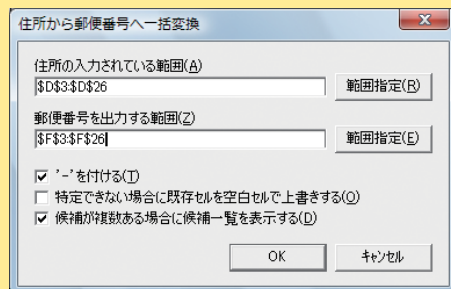 住所から郵便番号へ一括変換
住所の入力されている範囲(A)
$D$3:$D$26 範囲指定(R)
郵便番号を出力する範囲(Z)
$F$3:$F$26 範囲指定(E)
'-'を付ける(T)
特定できない場合に既存セルを空白セルで上書きする(O)
候補が複数ある場合に候補一覧を表示する(D)
OK キャンセル